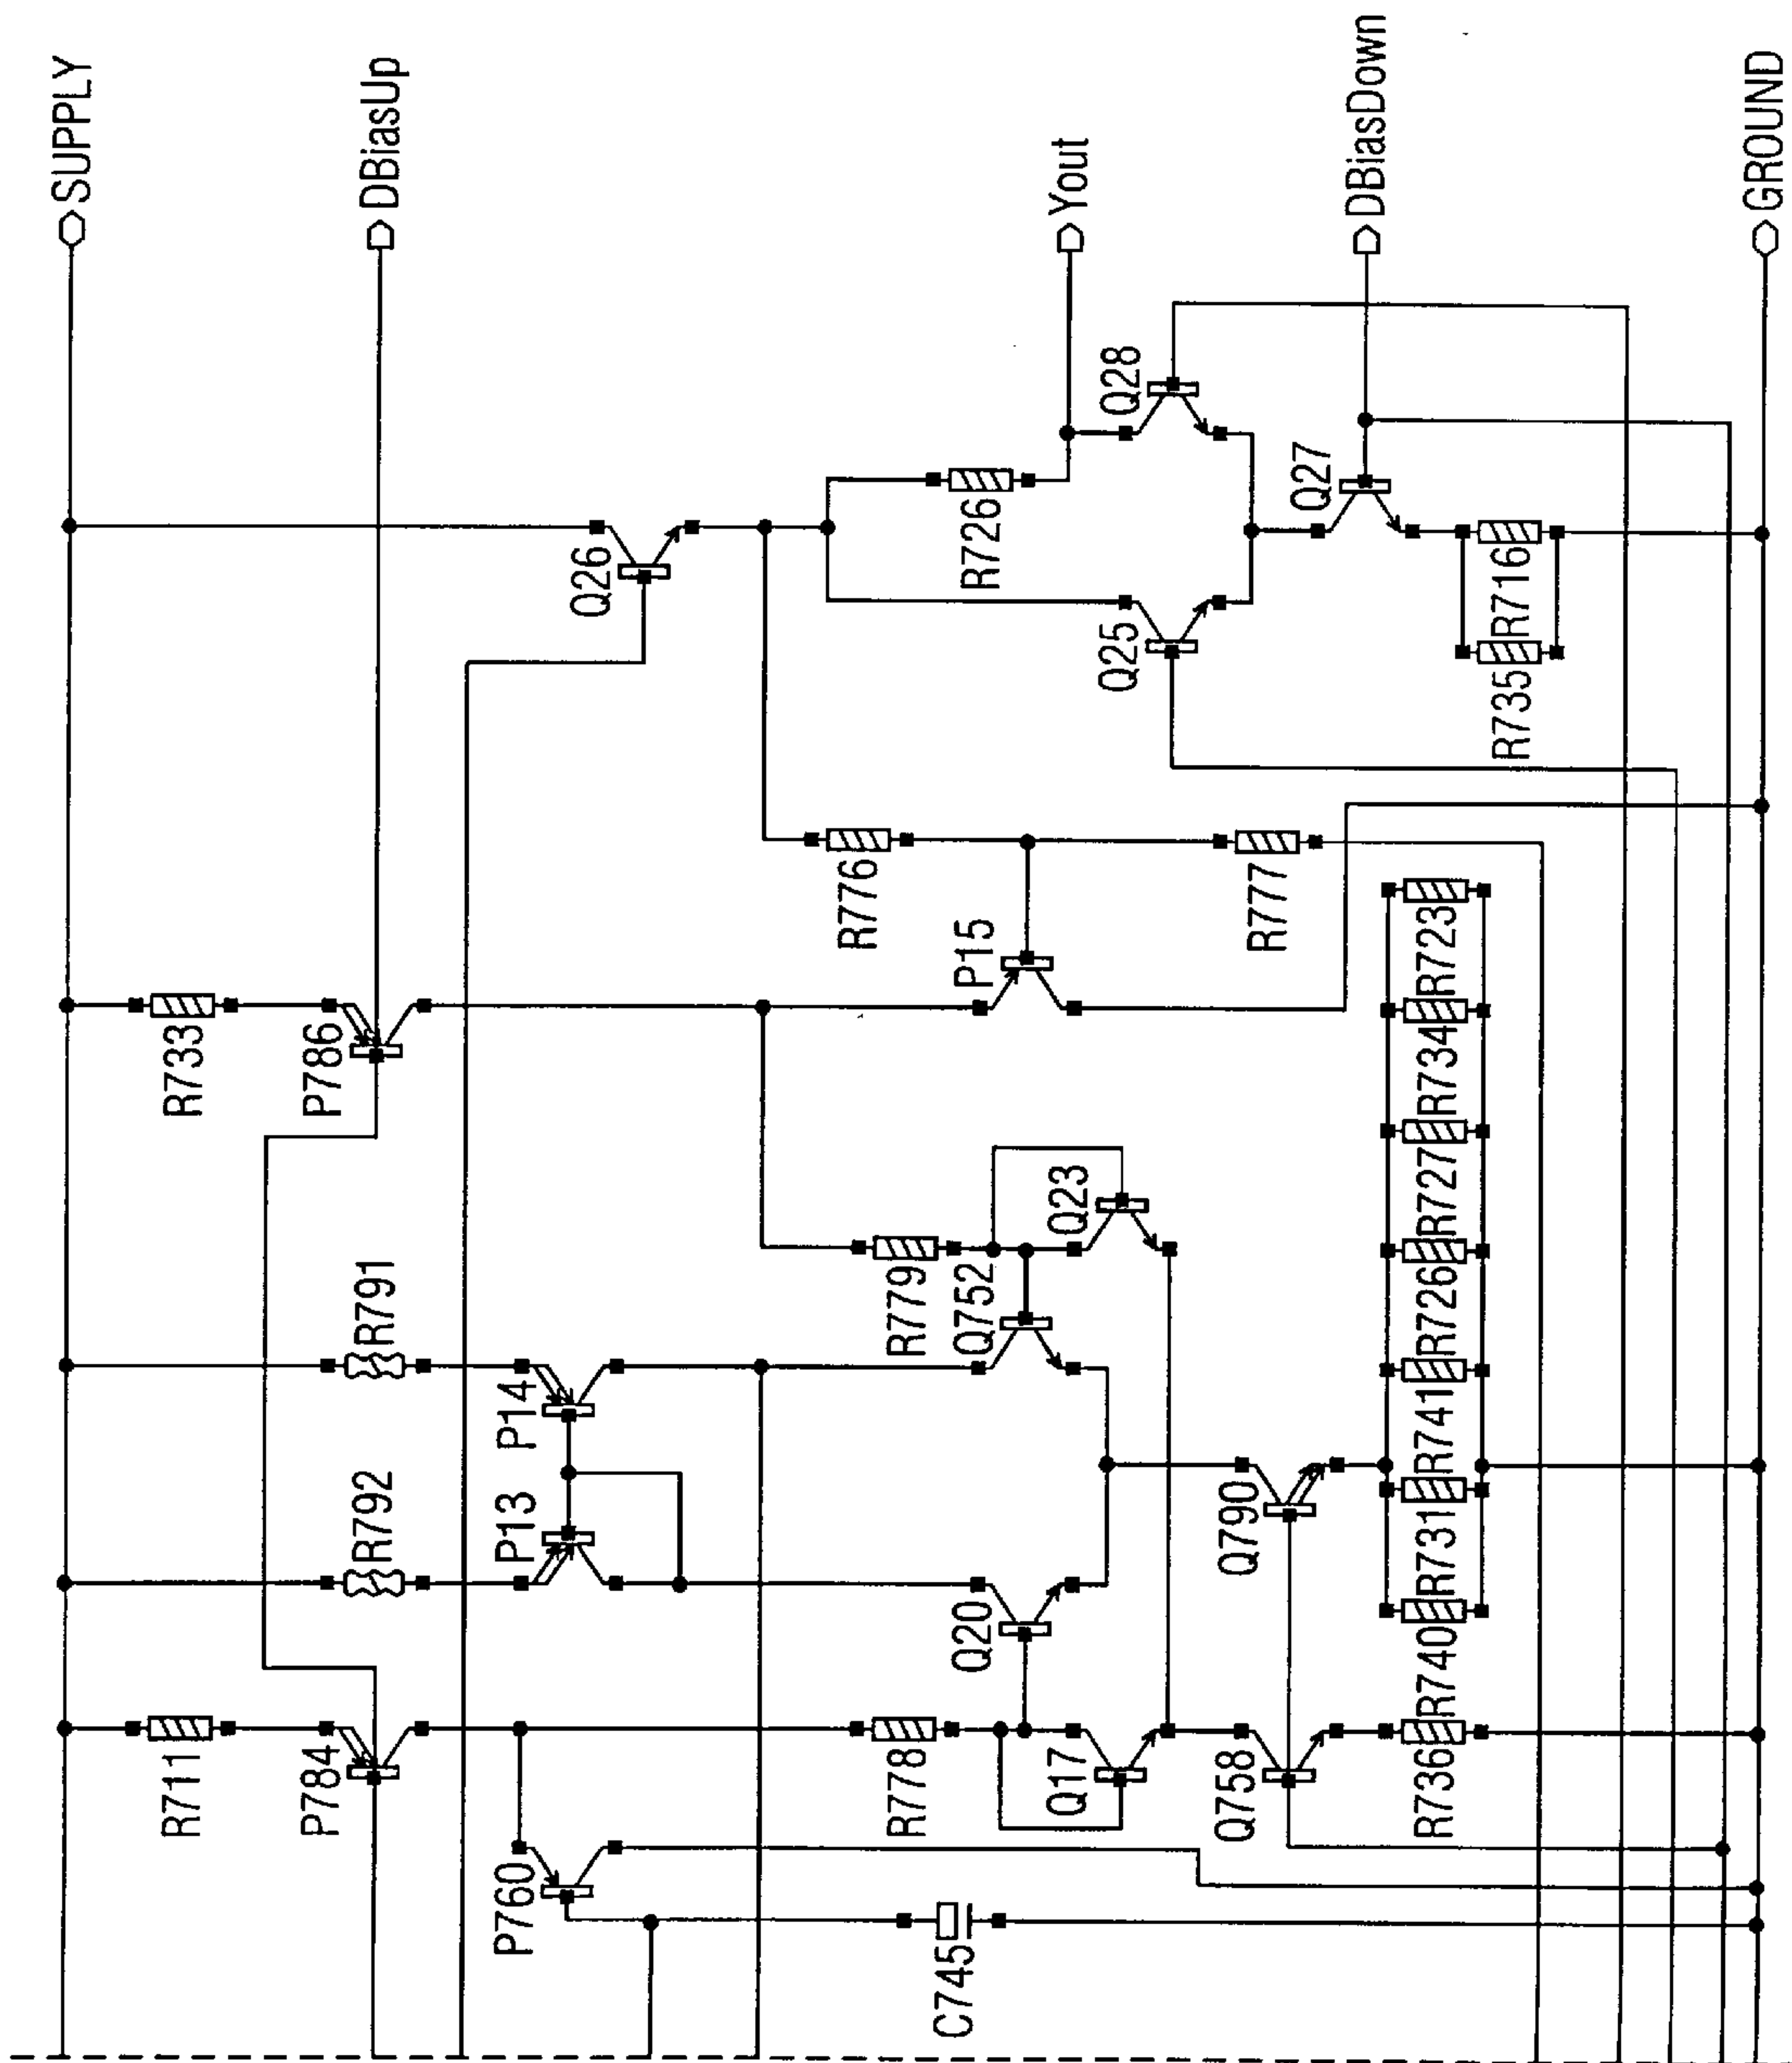 SUPPLY
DBiasUp
Yout
DBiasDown
GROUND
Q28
Q27
R726
Q26
R716
Q25
R735
R776
R777
P15
R723
R733
P786
R734
Q23
R727
R791
R779
Q752
R726
P14
R741
R792
P13
Q790
R731
Q20
R740
R711
P784
R778
Q17
Q758
R736
P760
C745